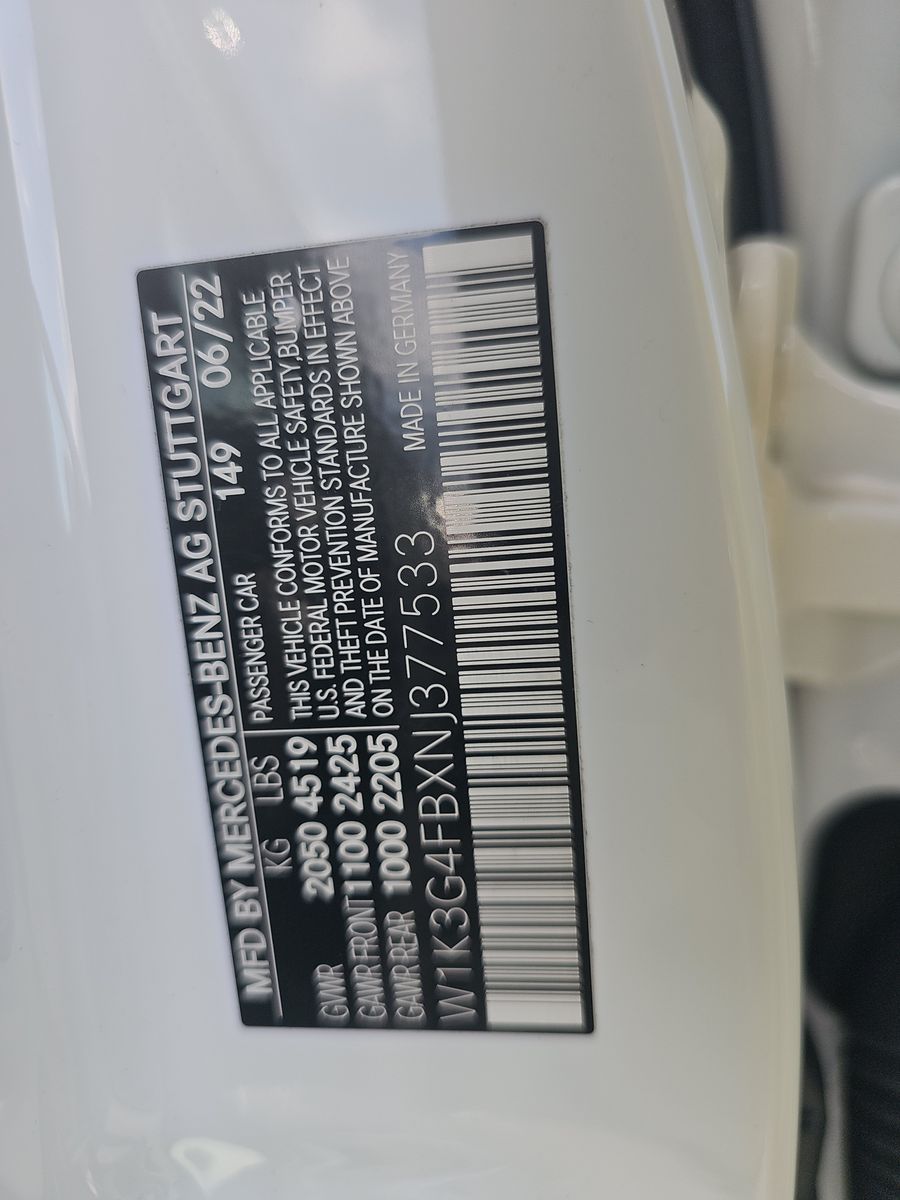 MFD BY MERCEDES-BENZ AG STUTTGART
149 06/22
KG LBS PASSENGER CAR
GVWR 2050 4519 THIS VEHICLE CONFORMS TO ALL APPLICABLE
GAWR FRONT 1100 2425 U.S. FEDERAL MOTOR VEHICLE SAFETY,BUMPER
GAWR REAR 1000 2205 AND THEFT PREVENTION STANDARDS IN EFFECT
ON THE DATE OF MANUFACTURE SHOWN ABOVE
W1K3G4FBXNJ377533 MADE IN GERMANY